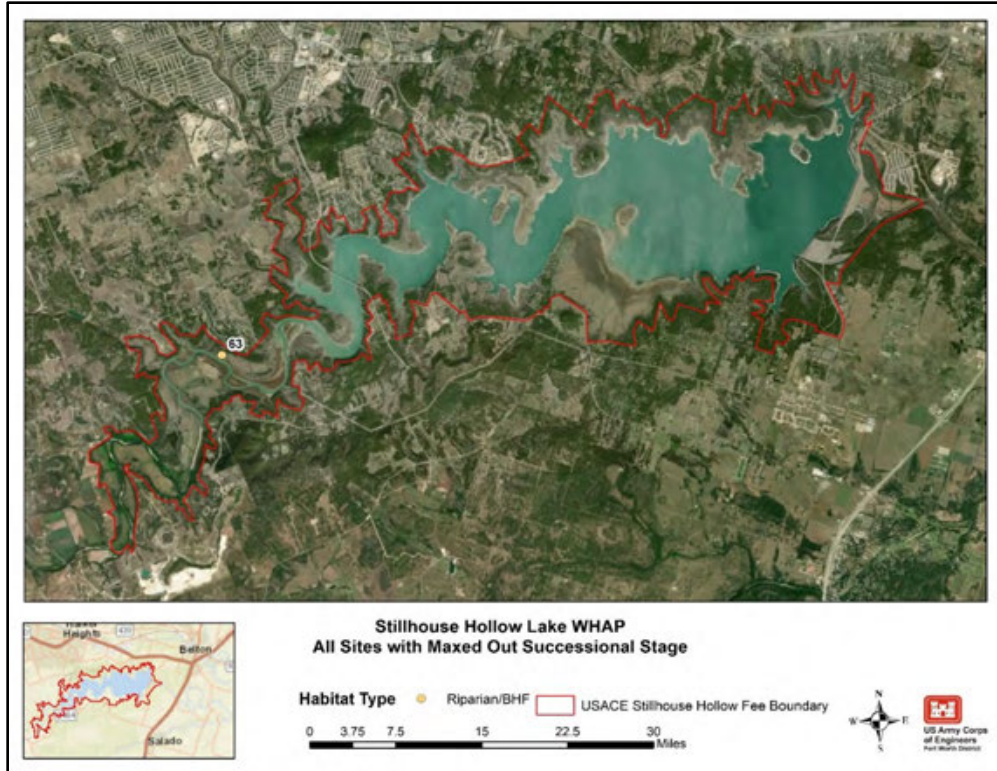 63
Heights
439
Belton
Salado
Stillhouse Hollow Lake WHAP
All Sites with Maxed Out Successional Stage
Habitat Type Riparian/BHF USACE Stillhouse Hollow Fee Boundary
0 3.75 7.5 15 22.5 30
Miles
N
W E
S
US Army Corps
of Engineers
Fort Worth District